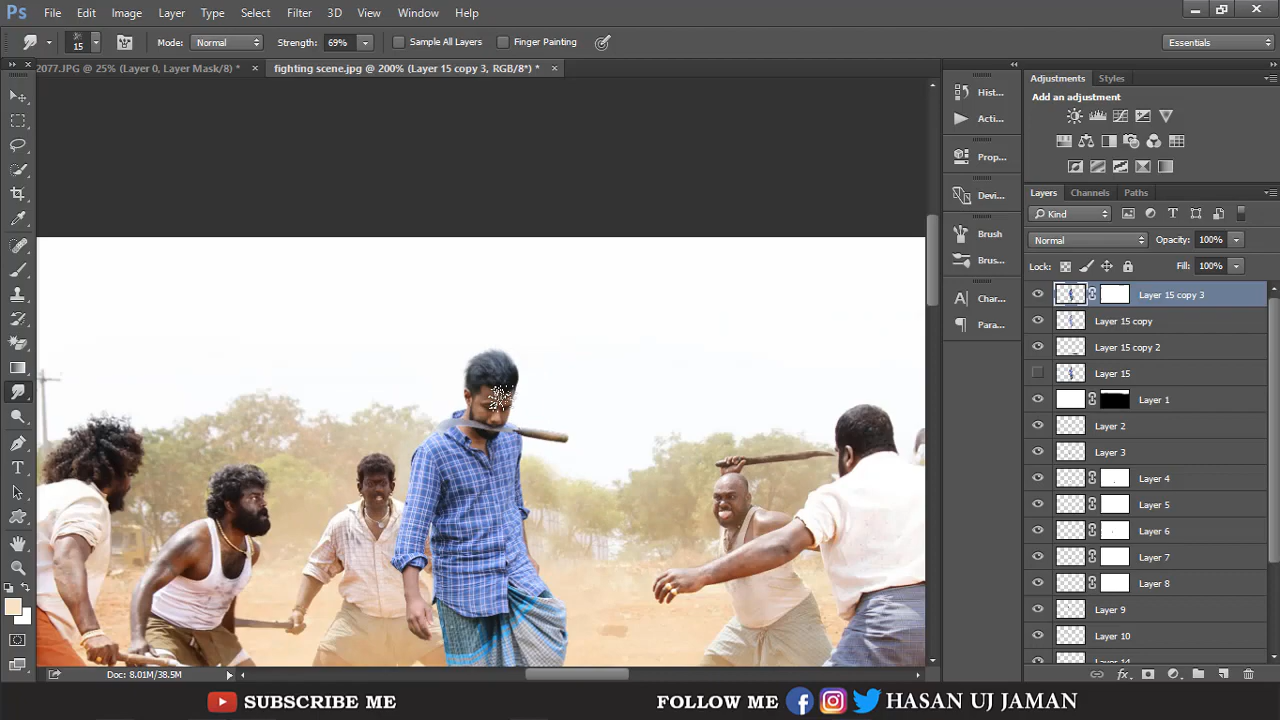 Ps File Edit Image Layer Type Select Filter 3D View Window Help
15 Mode: Normal Strength: 69% Sample All Layers Finger Painting Essentials
2077.JPG @ 25% (Layer 0, Layer Mask/8) * × fighting scene.jpg @ 200% (Layer 15 copy 3, RGB/8*) * ×
Hist...
Acti...
Prop...
Devi...
Brush
Brus...
Char...
Para...
Adjustments Styles
Add an adjustment
Layers Channels Paths
Kind
Normal Opacity: 100%
Lock: Fill: 100%
Layer 15 copy 3
Layer 15 copy
Layer 15 copy 2
Layer 15
Layer 1
Layer 2
Layer 3
Layer 4
Layer 5
Layer 6
Layer 7
Layer 8
Layer 9
Layer 10
Layer 14
Doc: 8.01M/38.5M
SUBSCRIBE ME FOLLOW ME HASAN UJ JAMAN